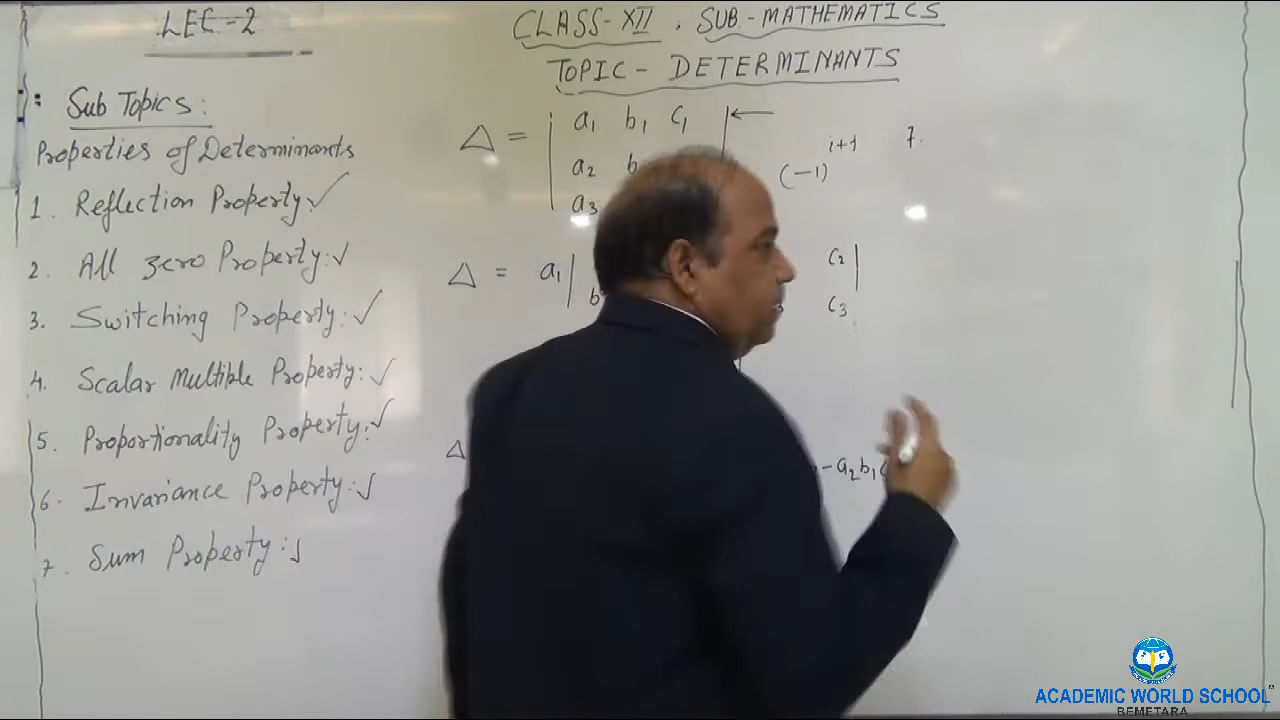 LEC-2
CLASS-XII, SUB-MATHEMATICS
TOPIC- DETERMINANTS
Sub Topics:
Properties of Determinants
1. Reflection Property: ✓
2. All zero Property: ✓
3. Switching Property: ✓
4. Scalar Multiple Property: ✓
5. Proportionality Property: ✓
6. Invariance Property: ✓
7. Sum Property: ✓
Δ = | a₁ b₁ c₁ | ←
a₂ b
a₃
(-1)^{i+1} 7.
Δ = a₁ | c₂ |
b c₃
Δ - a₂b₁c
ACADEMIC WORLD SCHOOL™
BEMETARA